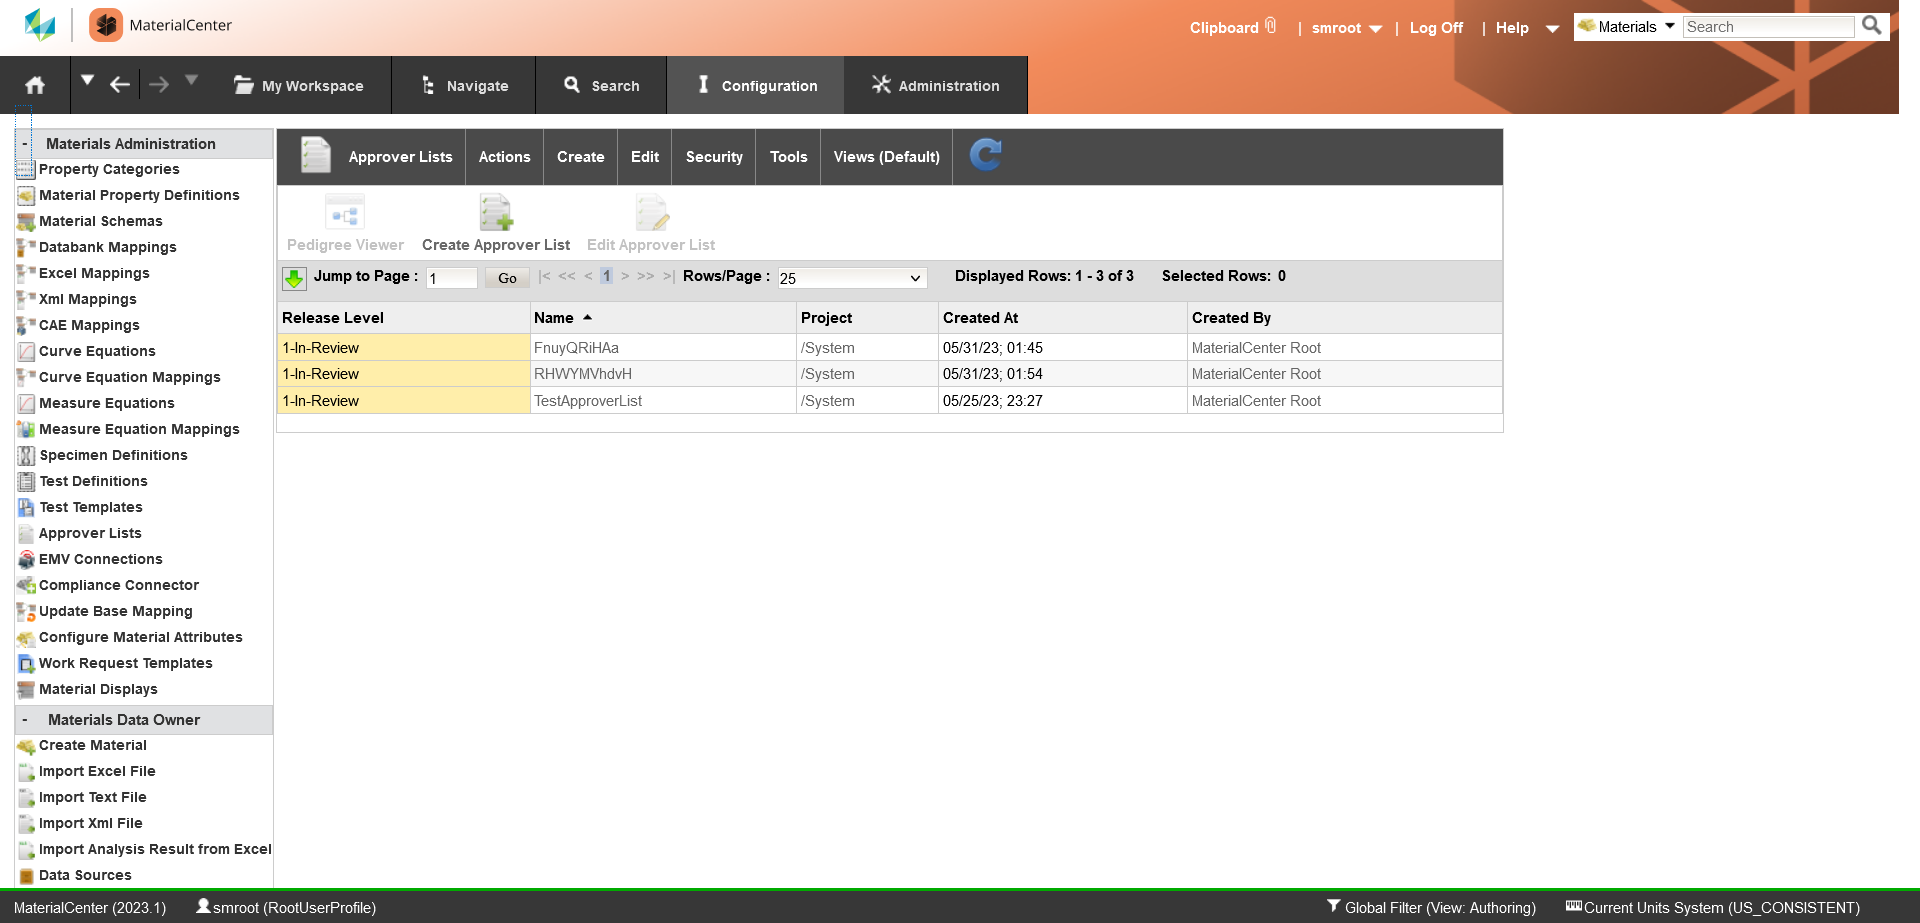 MaterialCenter
Clipboard | smroot | Log Off | Help Materials Search
My Workspace Navigate Search Configuration Administration
- Materials Administration
Property Categories
Material Property Definitions
Material Schemas
Databank Mappings
Excel Mappings
Xml Mappings
CAE Mappings
Curve Equations
Curve Equation Mappings
Measure Equations
Measure Equation Mappings
Specimen Definitions
Test Definitions
Test Templates
Approver Lists
EMV Connections
Compliance Connector
Update Base Mapping
Configure Material Attributes
Work Request Templates
Material Displays
- Materials Data Owner
Create Material
Import Excel File
Import Text File
Import Xml File
Import Analysis Result from Excel
Data Sources
Approver Lists Actions Create Edit Security Tools Views (Default)
Pedigree Viewer Create Approver List Edit Approver List
Jump to Page : 1 Go |< << < 1 > >> >| Rows/Page : 25 Displayed Rows: 1 - 3 of 3 Selected Rows: 0
Release Level Name Project Created At Created By
1-In-Review FnuyQRiHAa /System 05/31/23; 01:45 MaterialCenter Root
1-In-Review RHWYMVhdvH /System 05/31/23; 01:54 MaterialCenter Root
1-In-Review TestApproverList /System 05/25/23; 23:27 MaterialCenter Root
MaterialCenter (2023.1) smroot (RootUserProfile) Global Filter (View: Authoring) Current Units System (US_CONSISTENT)